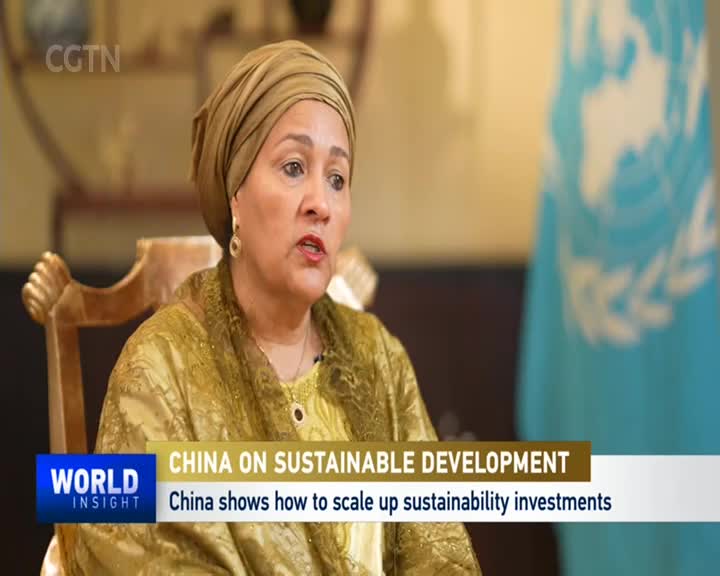 CGTN
CHINA ON SUSTAINABLE DEVELOPMENT
WORLD
INSIGHT
China shows how to scale up sustainability investments